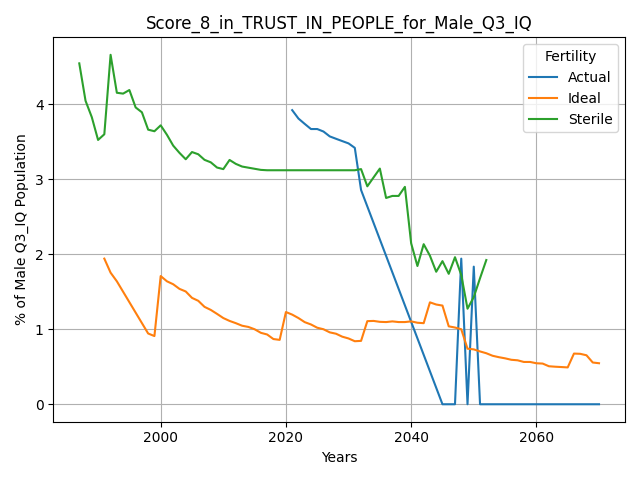 Score_8_in_TRUST_IN_PEOPLE_for_Male_Q3_IQ
Fertility
Actual
Ideal
Sterile
% of Male Q3_IQ Population
4
3
2
1
0
2000
2020
2040
2060
Years